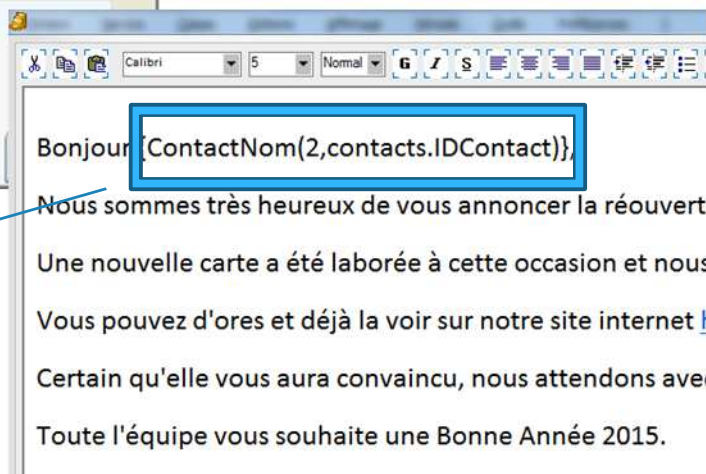 Calibri 5 Normal G I S
Bonjour {ContactNom(2,contacts.IDContact)},
Nous sommes très heureux de vous annoncer la réouvert
Une nouvelle carte a été laborée à cette occasion et nous
Vous pouvez d'ores et déjà la voir sur notre site internet h
Certain qu'elle vous aura convaincu, nous attendons avec
Toute l'équipe vous souhaite une Bonne Année 2015.